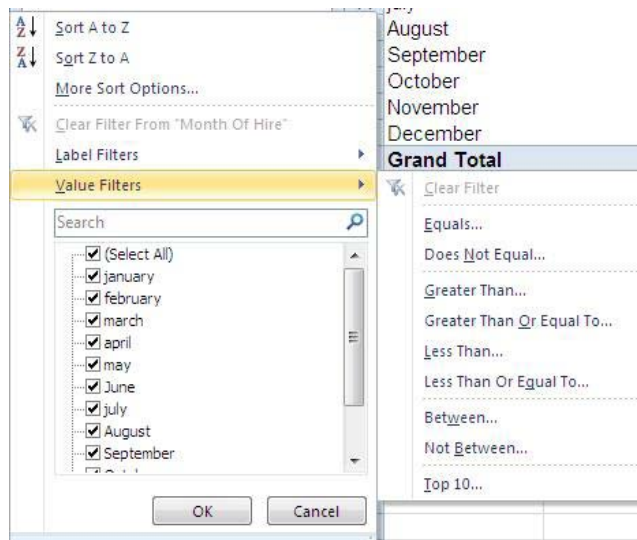 Sort A to Z
Sort Z to A
More Sort Options...
Clear Filter From "Month Of Hire"
Label Filters
Value Filters
Search
(Select All)
january
february
march
april
may
June
july
August
September
OK
Cancel
july
August
September
October
November
December
Grand Total
Clear Filter
Equals...
Does Not Equal...
Greater Than...
Greater Than Or Equal To...
Less Than...
Less Than Or Equal To...
Between...
Not Between...
Top 10...